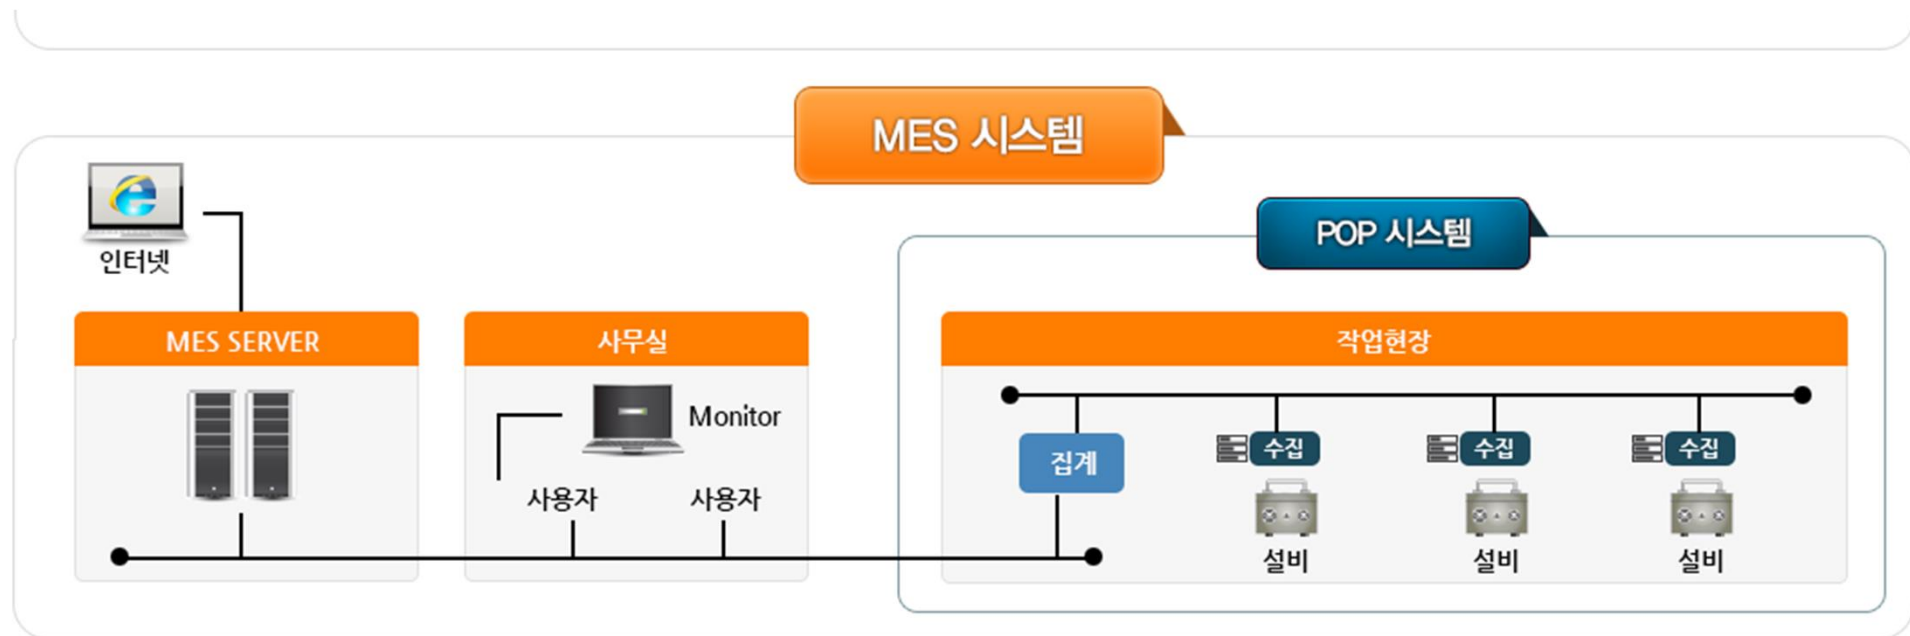 MES 시스템
POP 시스템
인터넷
MES SERVER
사무실
작업현장
Monitor
사용자
사용자
집계
수집
수집
수집
설비
설비
설비